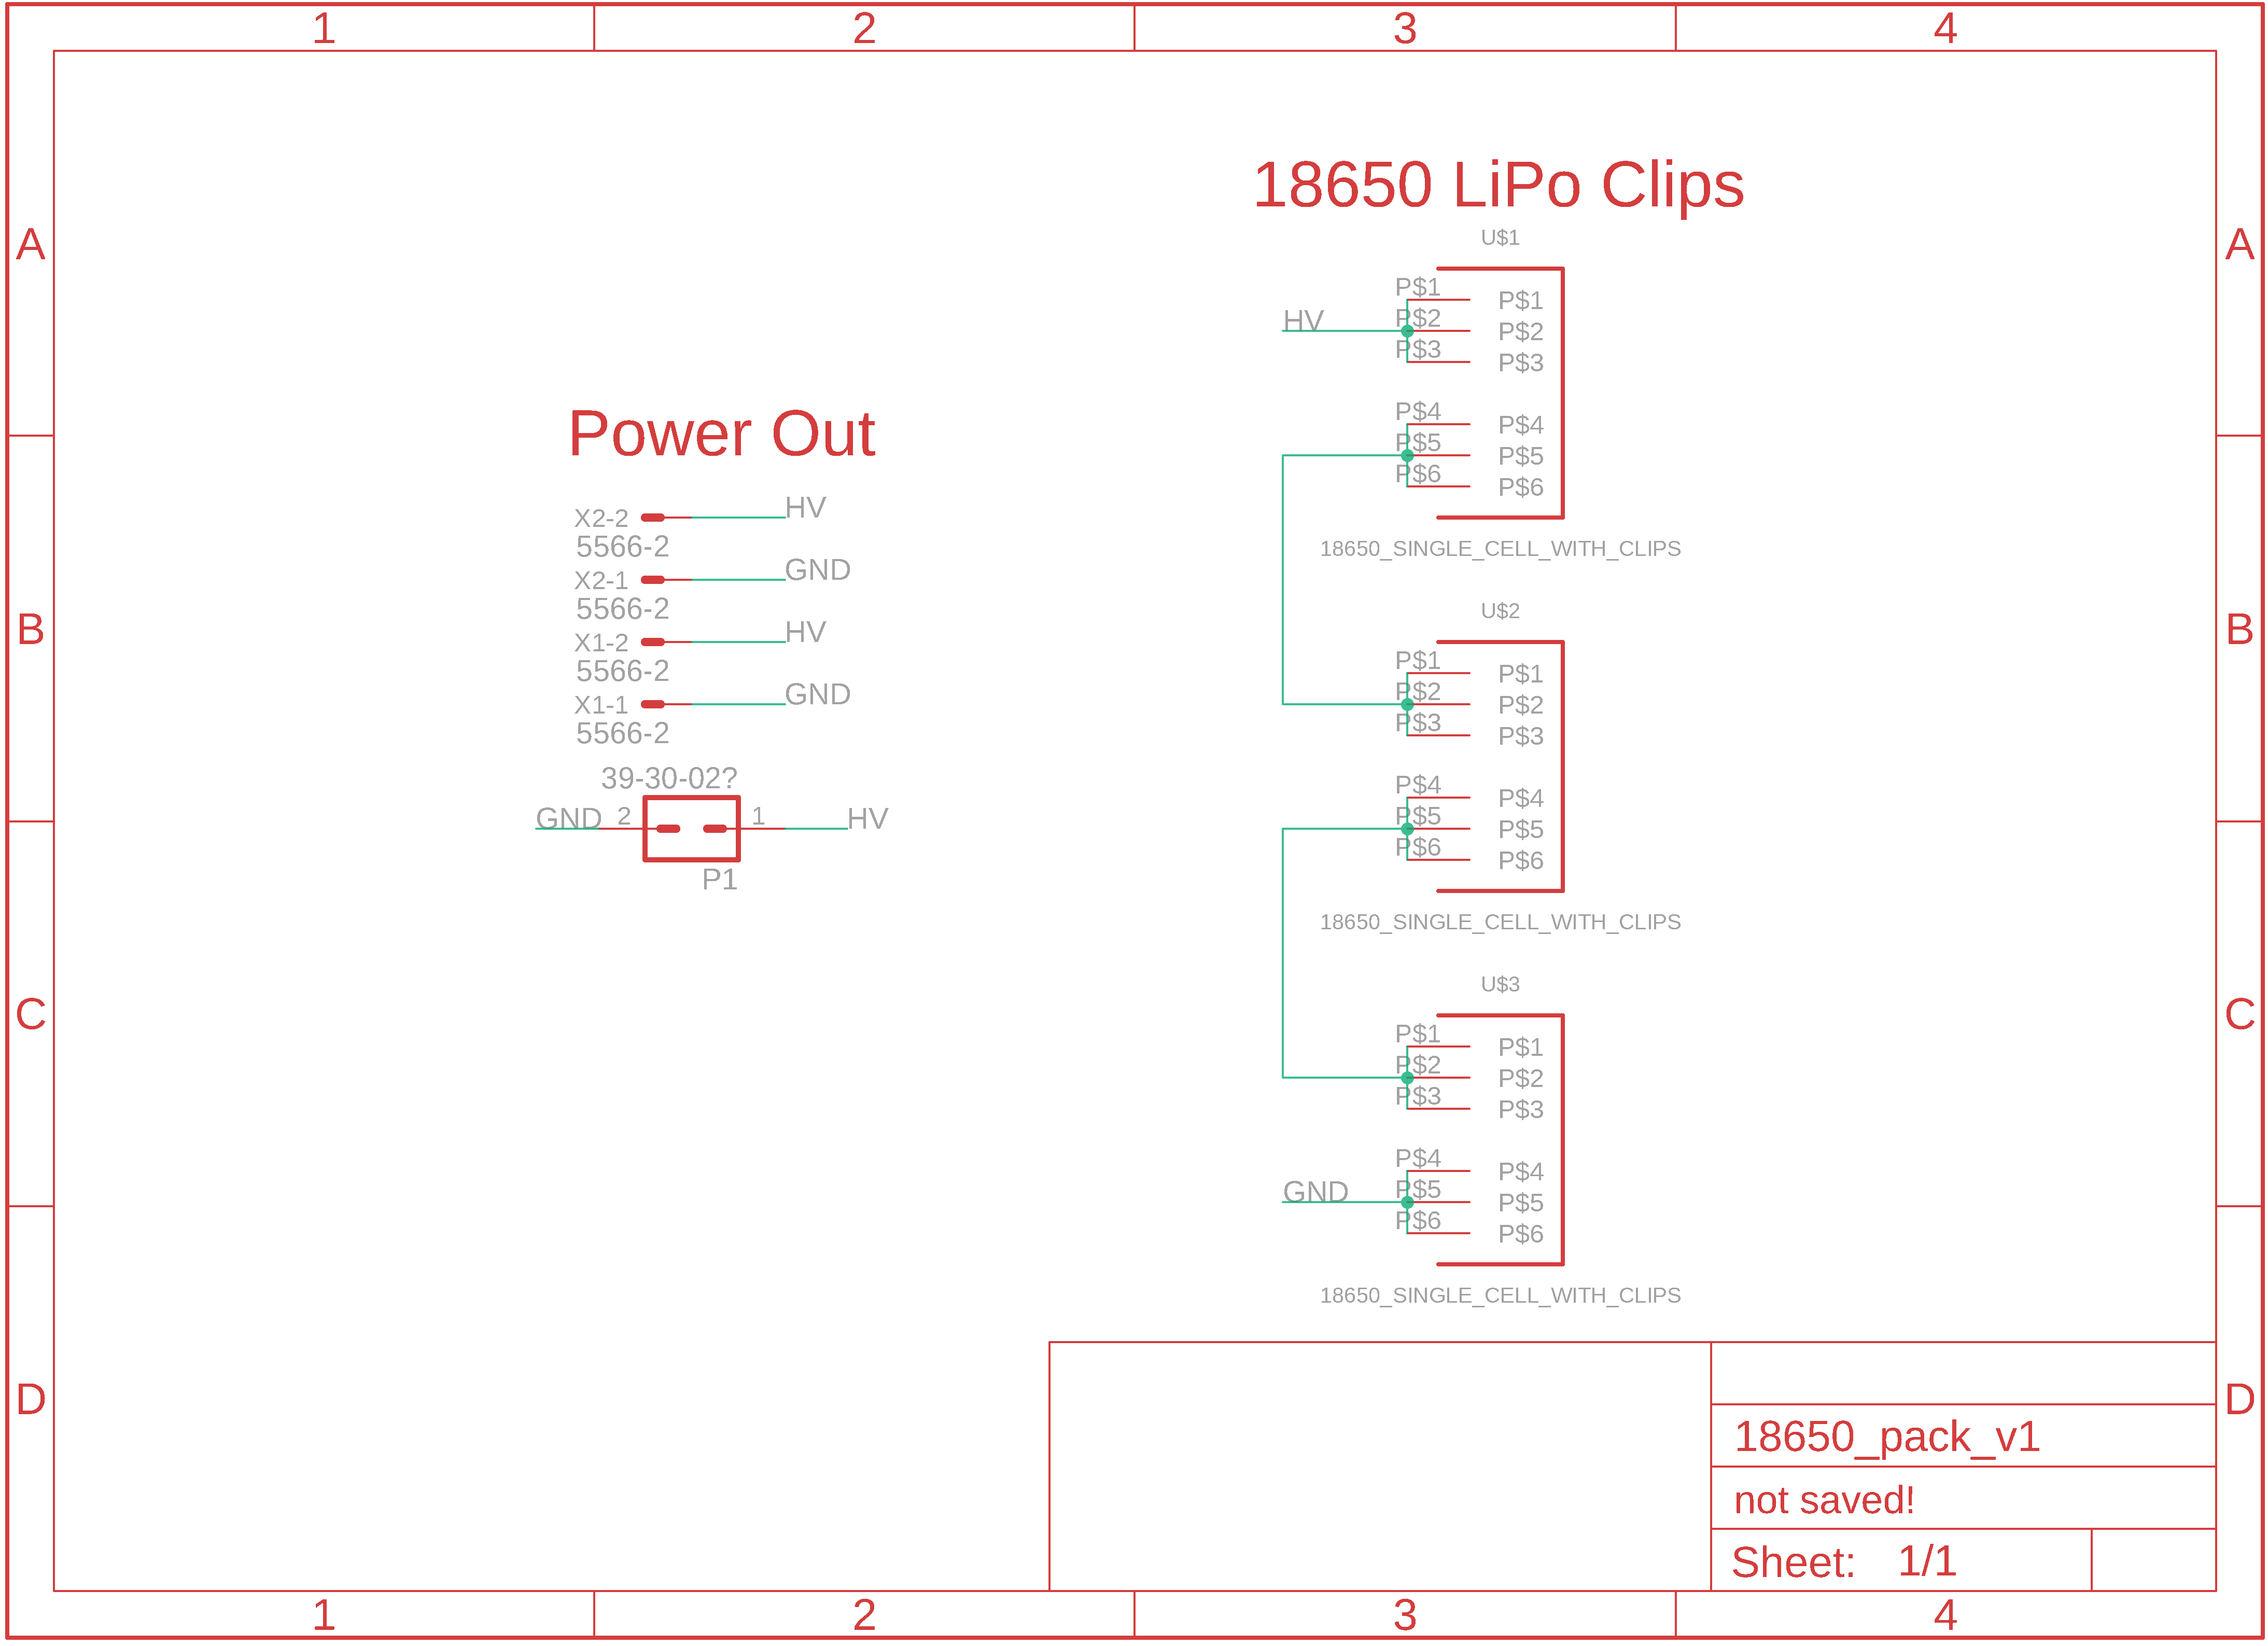 1 2 3 4
A A
B B
C C
D D
18650 LiPo Clips
U$1
P$1 P$1
HV P$2 P$2
P$3 P$3
P$4 P$4
P$5 P$5
P$6 P$6
18650_SINGLE_CELL_WITH_CLIPS
U$2
P$1 P$1
P$2 P$2
P$3 P$3
P$4 P$4
P$5 P$5
P$6 P$6
18650_SINGLE_CELL_WITH_CLIPS
U$3
P$1 P$1
P$2 P$2
P$3 P$3
P$4 P$4
GND P$5 P$5
P$6 P$6
18650_SINGLE_CELL_WITH_CLIPS
Power Out
X2-2 HV
5566-2
X2-1 GND
5566-2
X1-2 HV
5566-2
X1-1 GND
5566-2
39-30-02?
GND 2 1 HV
P1
18650_pack_v1
not saved!
Sheet: 1/1
1 2 3 4